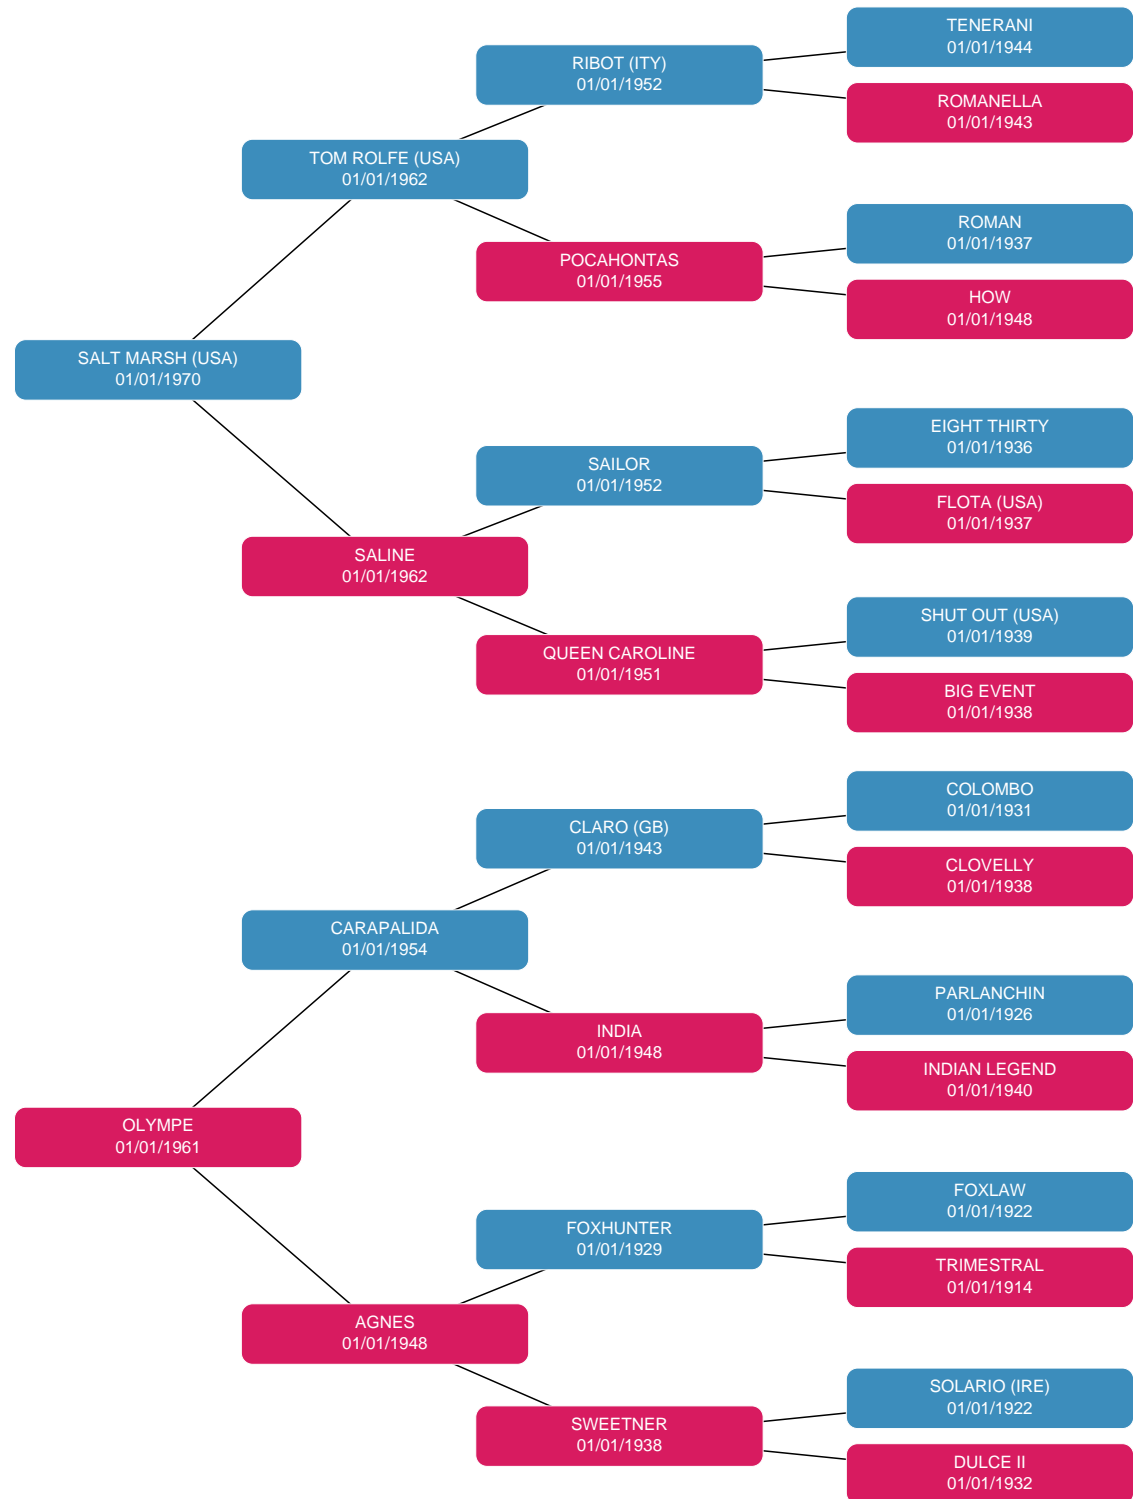 TENERANI
01/01/1944
RIBOT (ITY)
01/01/1952
ROMANELLA
01/01/1943
TOM ROLFE (USA)
01/01/1962
ROMAN
01/01/1937
POCAHONTAS
01/01/1955
HOW
01/01/1948
SALT MARSH (USA)
01/01/1970
EIGHT THIRTY
01/01/1936
SAILOR
01/01/1952
FLOTA (USA)
01/01/1937
SALINE
01/01/1962
SHUT OUT (USA)
01/01/1939
QUEEN CAROLINE
01/01/1951
BIG EVENT
01/01/1938
COLOMBO
01/01/1931
CLARO (GB)
01/01/1943
CLOVELLY
01/01/1938
CARAPALIDA
01/01/1954
PARLANCHIN
01/01/1926
INDIA
01/01/1948
INDIAN LEGEND
01/01/1940
OLYMPE
01/01/1961
FOXLAW
01/01/1922
FOXHUNTER
01/01/1929
TRIMESTRAL
01/01/1914
AGNES
01/01/1948
SOLARIO (IRE)
01/01/1922
SWEETNER
01/01/1938
DULCE II
01/01/1932